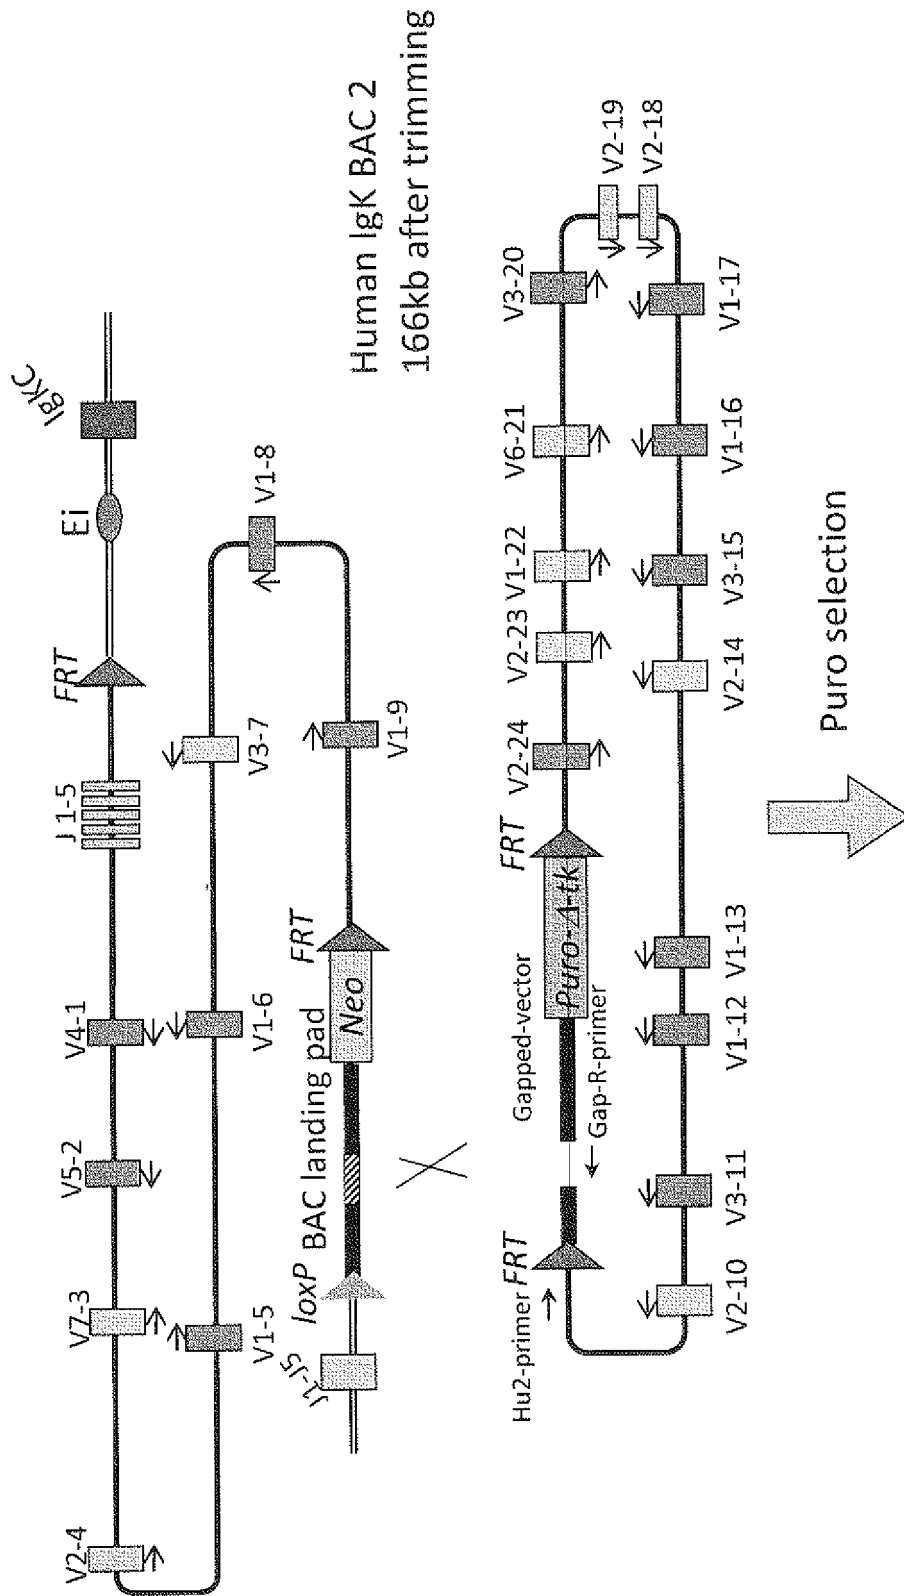 IgkC
Ei
FRT
J 1-5
V4-1
V5-2
V7-3
V2-4
V1-8
V3-7
V1-6
V1-5
Human IgK BAC 2
166kb after trimming
V1-9
FRT
Neo
BAC landing pad
loxP
J1-J5
V3-20
V2-19
V2-18
V6-21
V1-22
V2-23
V2-24
FRT
Puro-Δ-tk
Gapped-vector
Gap-R-primer
Hu2-primer FRT
V1-17
V1-16
V3-15
V2-14
V1-13
V1-12
V3-11
V2-10
Puro selection